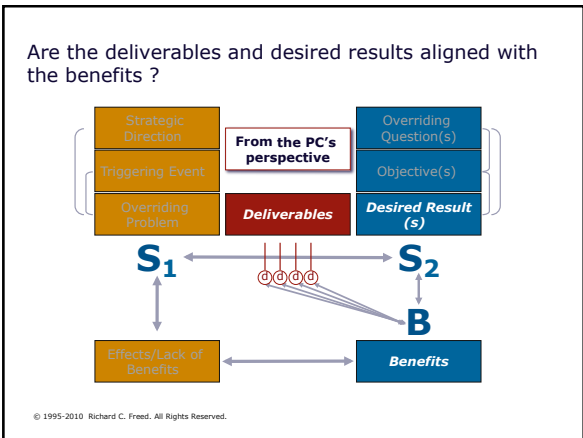 Are the deliverables and desired results aligned with
the benefits ?
Strategic
Direction
From the PC's
perspective
Overriding
Question(s)
Triggering Event
Objective(s)
Overriding
Problem
Deliverables
Desired Result
(s)
S1
S2
d d d d
B
Effects/Lack of
Benefits
Benefits
© 1995-2010 Richard C. Freed. All Rights Reserved.